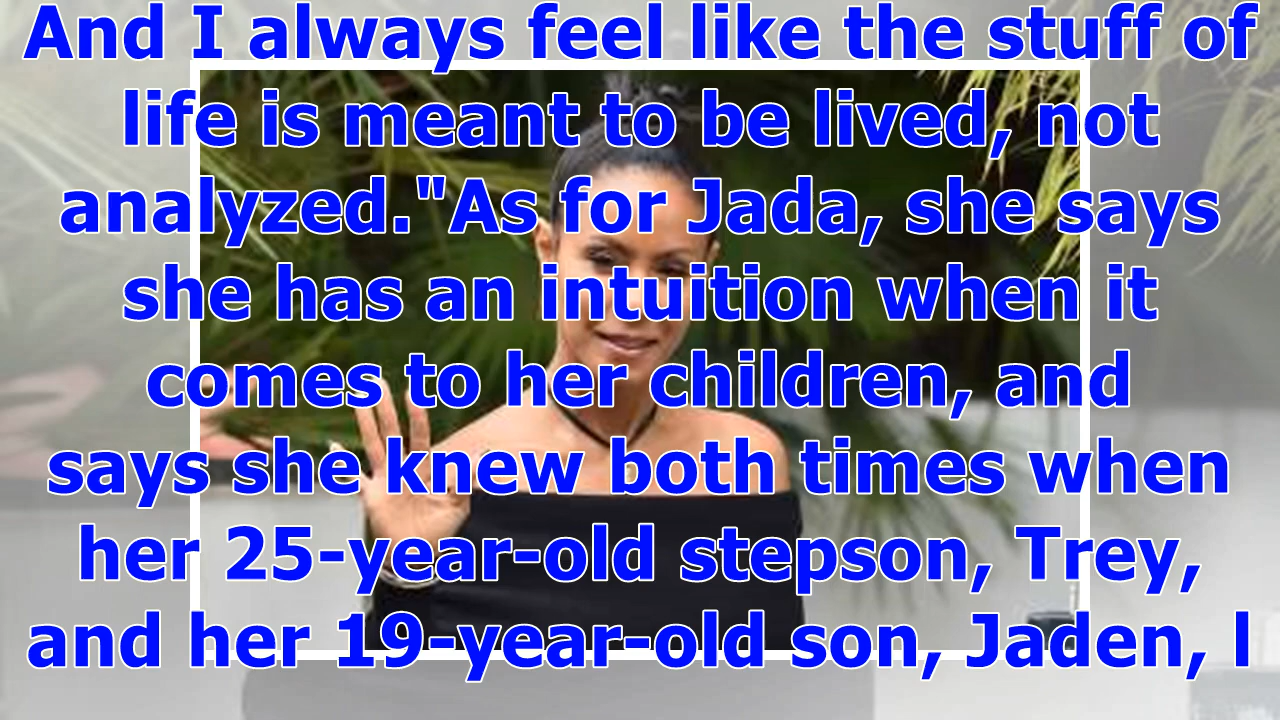 And I always feel like the stuff of
life is meant to be lived, not
analyzed."As for Jada, she says
she has an intuition when it
comes to her children, and
says she knew both times when
her 25-year-old stepson, Trey,
and her 19-year-old son, Jaden, l